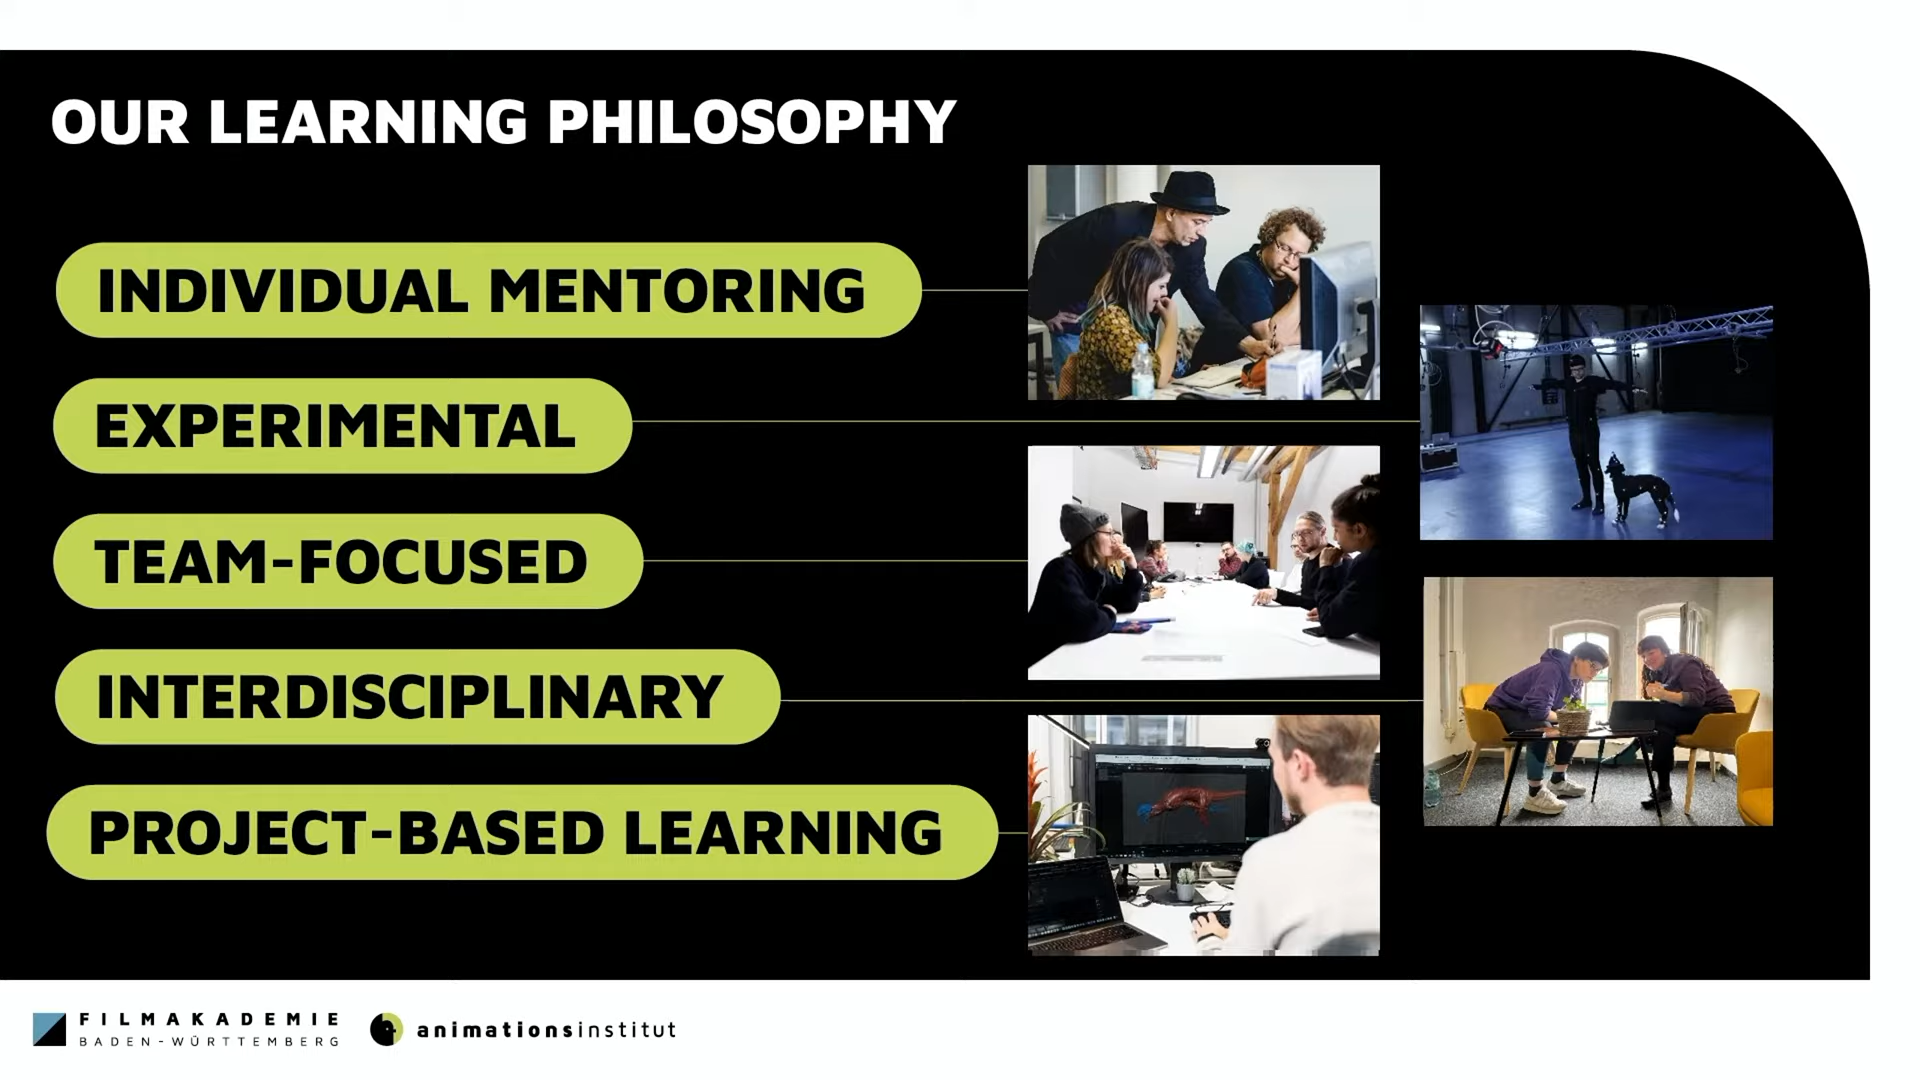 OUR LEARNING PHILOSOPHY
INDIVIDUAL MENTORING
EXPERIMENTAL
TEAM-FOCUSED
INTERDISCIPLINARY
PROJECT-BASED LEARNING
FILMAKADEMIE
BADEN-WÜRTTEMBERG
animationsinstitut